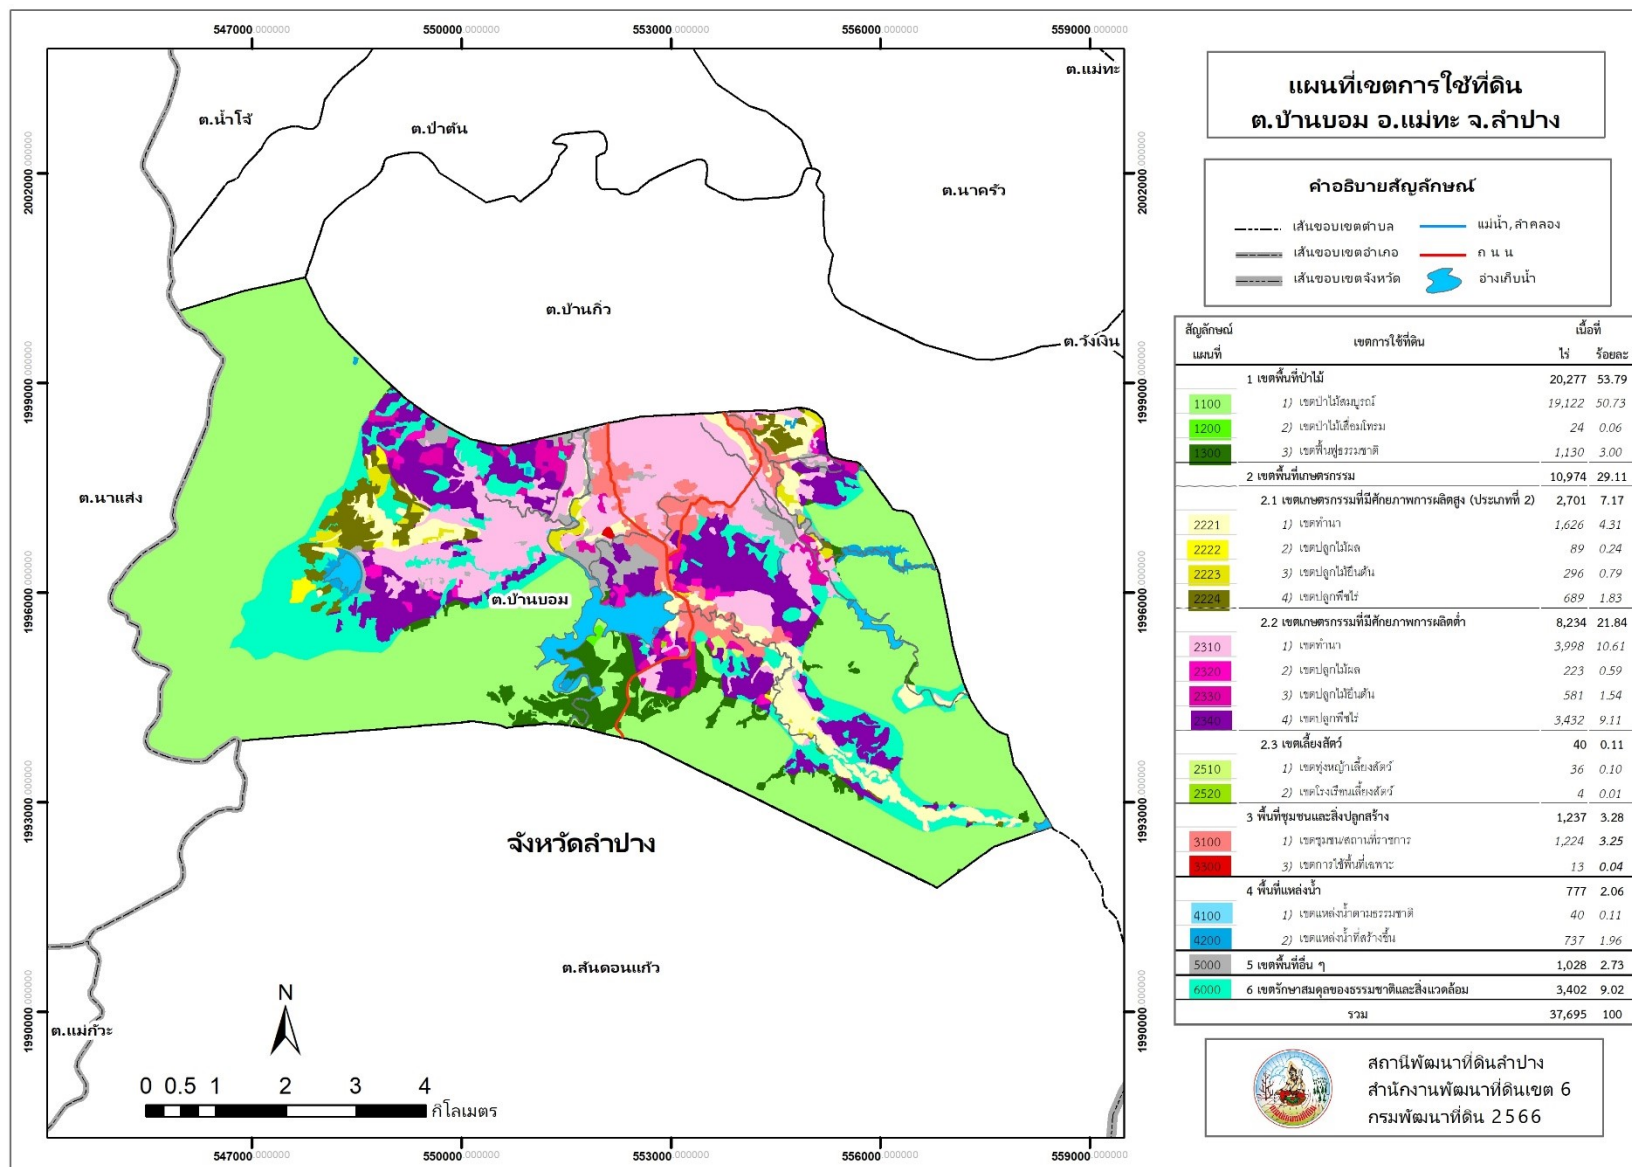 547000.000000 550000.000000 553000.000000 556000.000000 559000.000000
2002000.000000
1999000.000000
1996000.000000
1993000.000000
1990000.000000
ต.แม่ทะ
ต.น้ำโจ้
ต.ป่าตัน
ต.นาครัว
ต.บ้านกิ่ว
ต.วังเงิน
ต.นาแส่ง
ต.บ้านบอม
จังหวัดลำปาง
ต.สันดอนแก้ว
ต.แม่กัวะ
N
0 0.5 1 2 3 4
กิโลเมตร
2002000.000000
1999000.000000
1996000.000000
1993000.000000
1990000.000000
547000.000000 550000.000000 553000.000000 556000.000000 559000.000000
แผนที่เขตการใช้ที่ดิน
ต.บ้านบอม อ.แม่ทะ จ.ลำปาง
คำอธิบายสัญลักษณ์
เส้นขอบเขตตำบล แม่น้ำ,ลำคลอง
เส้นขอบเขตอำเภอ ถ น น
เส้นขอบเขตจังหวัด อ่างเก็บน้ำ
สัญลักษณ์ เขตการใช้ที่ดิน เนื้อที่
แผนที่ ไร่ ร้อยละ
1 เขตพื้นที่ป่าไม้ 20,277 53.79
1100 1) เขตป่าไม้สมบูรณ์ 19,122 50.73
1200 2) เขตป่าไม้เสื่อมโทรม 24 0.06
1300 3) เขตฟื้นฟูธรรมชาติ 1,130 3.00
2 เขตพื้นที่เกษตรกรรม 10,974 29.11
2.1 เขตเกษตรกรรมที่มีศักยภาพการผลิตสูง (ประเภทที่ 2) 2,701 7.17
2221 1) เขตทำนา 1,626 4.31
2222 2) เขตปลูกไม้ผล 89 0.24
2223 3) เขตปลูกไม้ยืนต้น 296 0.79
2224 4) เขตปลูกพืชไร่ 689 1.83
2.2 เขตเกษตรกรรมที่มีศักยภาพการผลิตต่ำ 8,234 21.84
2310 1) เขตทำนา 3,998 10.61
2320 2) เขตปลูกไม้ผล 223 0.59
2330 3) เขตปลูกไม้ยืนต้น 581 1.54
2340 4) เขตปลูกพืชไร่ 3,432 9.11
2.3 เขตเลี้ยงสัตว์ 40 0.11
2510 1) เขตทุ่งหญ้าเลี้ยงสัตว์ 36 0.10
2520 2) เขตโรงเรือนเลี้ยงสัตว์ 4 0.01
3 พื้นที่ชุมชนและสิ่งปลูกสร้าง 1,237 3.28
3100 1) เขตชุมชน/สถานที่ราชการ 1,224 3.25
3300 3) เขตการใช้พื้นที่เฉพาะ 13 0.04
4 พื้นที่แหล่งน้ำ 777 2.06
4100 1) เขตแหล่งน้ำตามธรรมชาติ 40 0.11
4200 2) เขตแหล่งน้ำที่สร้างขึ้น 737 1.96
5000 5 เขตพื้นที่อื่น ๆ 1,028 2.73
6000 6 เขตรักษาสมดุลของธรรมชาติและสิ่งแวดล้อม 3,402 9.02
รวม 37,695 100
สถานีพัฒนาที่ดินลำปาง
สำนักงานพัฒนาที่ดินเขต 6
กรมพัฒนาที่ดิน 2566